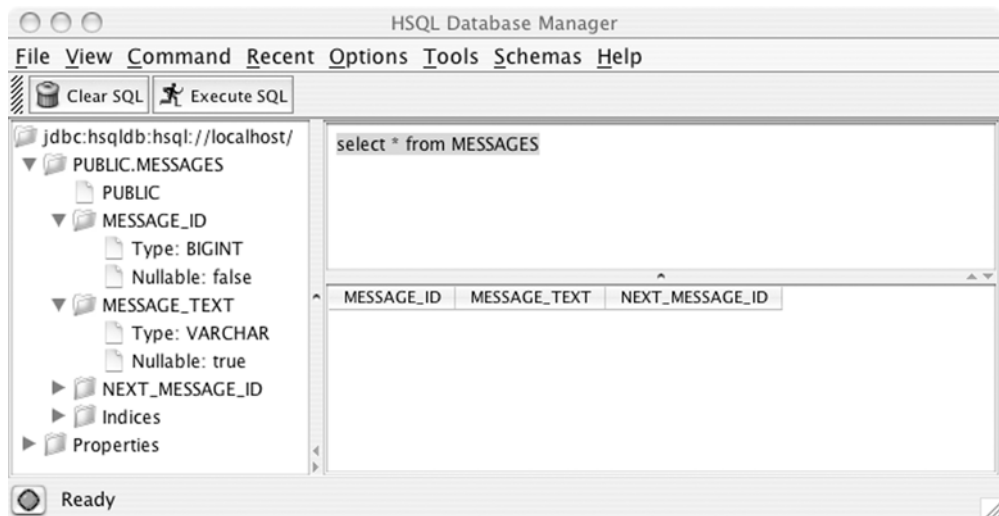 HSQL Database Manager
File View Command Recent Options Tools Schemas Help
Clear SQL Execute SQL
jdbc:hsqldb:hsql://localhost/
PUBLIC.MESSAGES
PUBLIC
MESSAGE_ID
Type: BIGINT
Nullable: false
MESSAGE_TEXT
Type: VARCHAR
Nullable: true
NEXT_MESSAGE_ID
Indices
Properties
select * from MESSAGES
MESSAGE_ID MESSAGE_TEXT NEXT_MESSAGE_ID
Ready